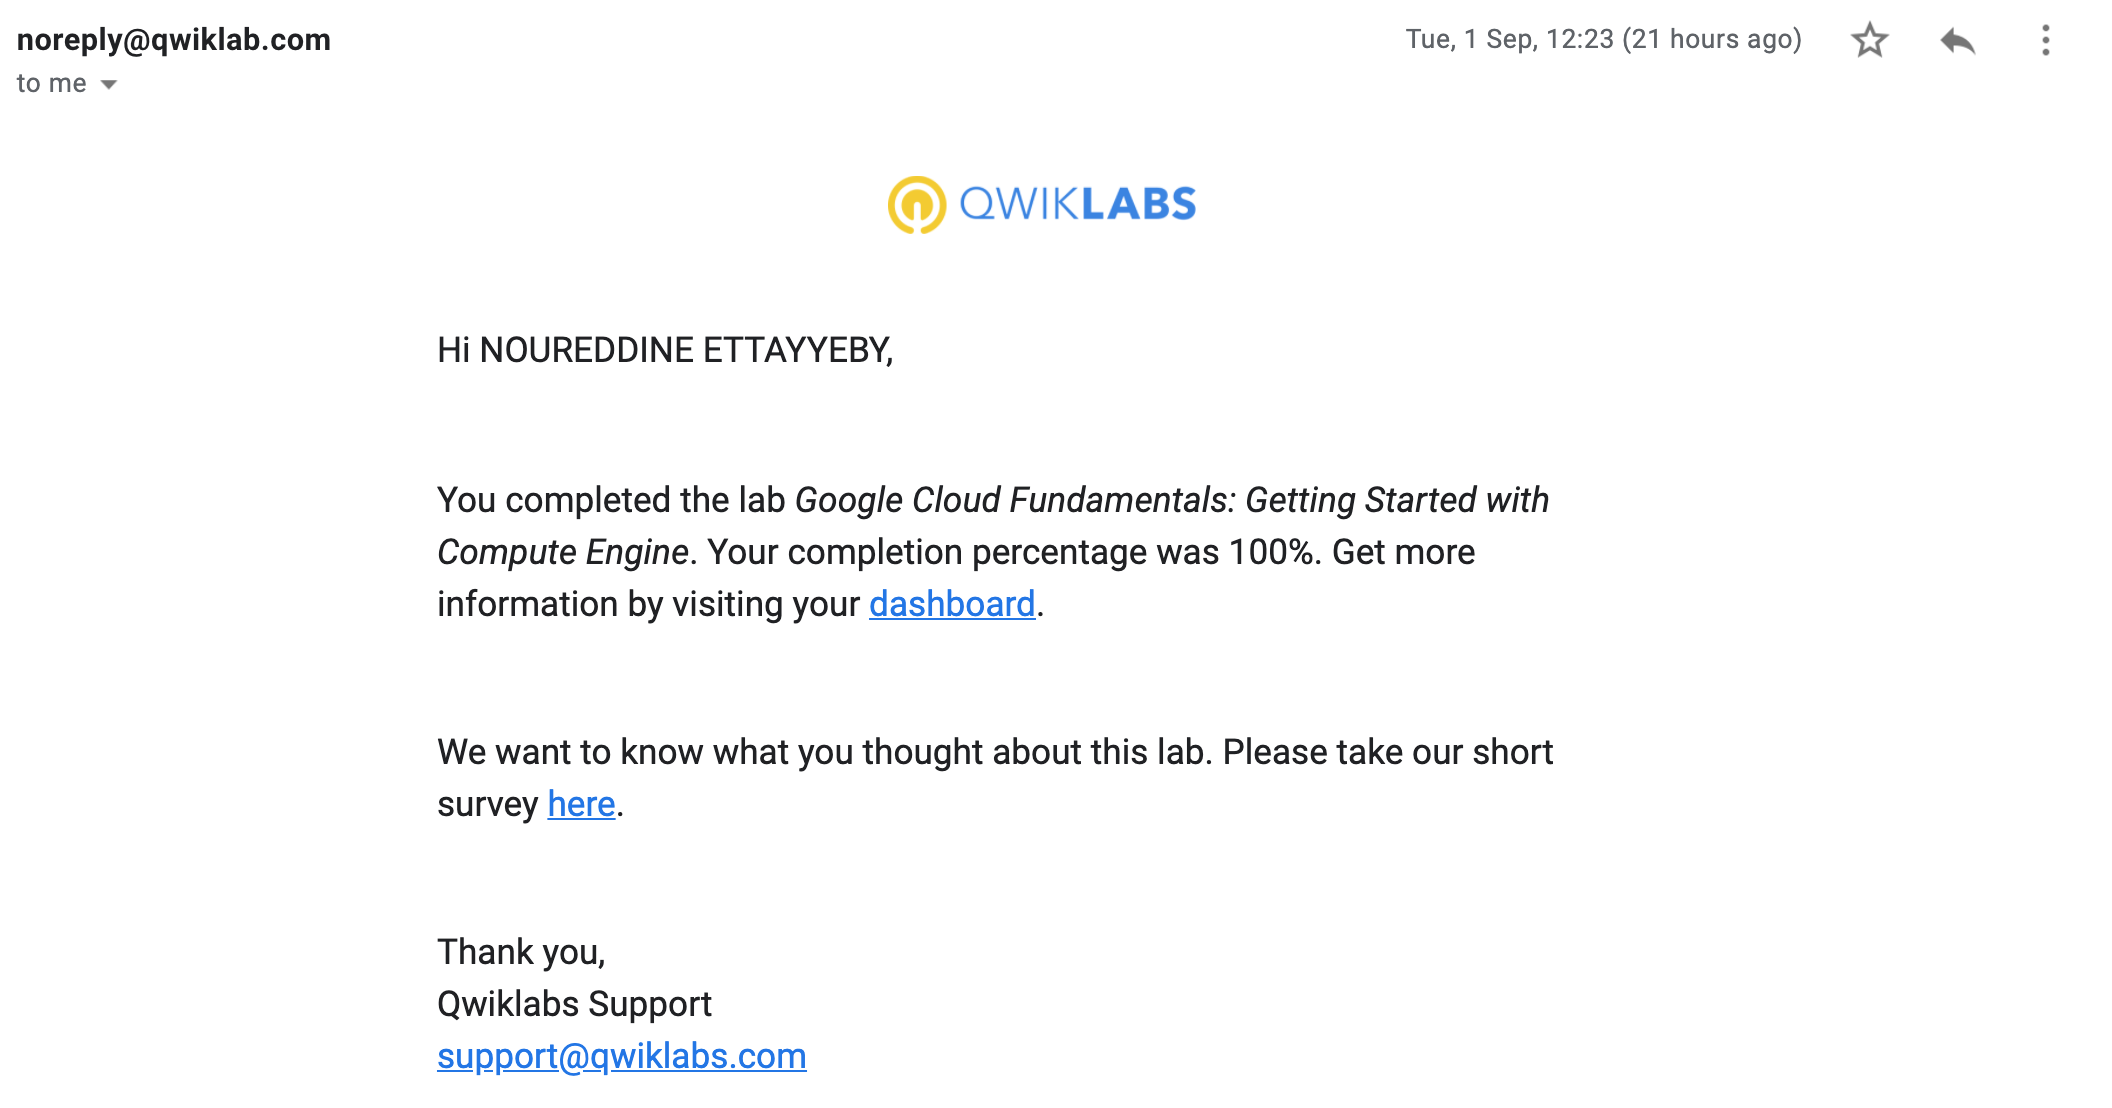 noreply@qwiklab.com
Tue, 1 Sep, 12:23 (21 hours ago)
to me
QWIKLABS
Hi NOUREDDINE ETTAYYEBY,
You completed the lab Google Cloud Fundamentals: Getting Started with
Compute Engine. Your completion percentage was 100%. Get more
information by visiting your dashboard.
We want to know what you thought about this lab. Please take our short
survey here.
Thank you,
Qwiklabs Support
support@qwiklabs.com